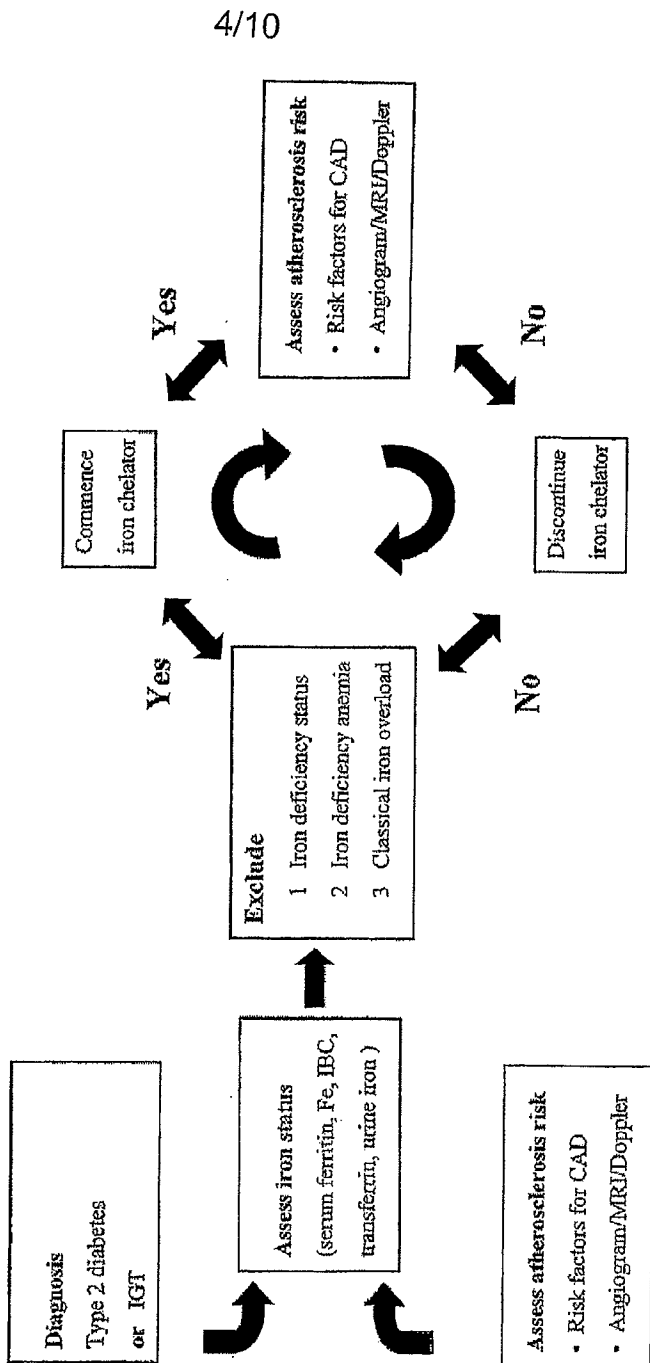 4/10
Diagnosis
Type 2 diabetes
or IGT
Assess atherosclerosis risk
• Risk factors for CAD
• Angiogram/MRI/Doppler
Assess iron status
(serum ferritin, Fe, IBC,
transferrin, urine iron )
Exclude
1 Iron deficiency status
2 Iron deficiency anemia
3 Classical iron overload
Yes
No
Commence
iron chelator
Discontinue
iron chelator
Yes
No
Assess atherosclerosis risk
• Risk factors for CAD
• Angiogram/MRI/Doppler